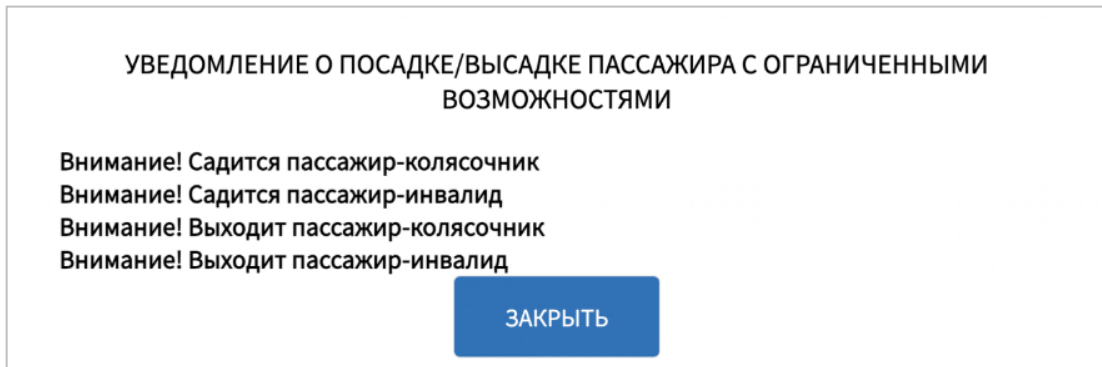 УВЕДОМЛЕНИЕ О ПОСАДКЕ/ВЫСАДКЕ ПАССАЖИРА С ОГРАНИЧЕННЫМИ
ВОЗМОЖНОСТЯМИ
Внимание! Садится пассажир-колясочник
Внимание! Садится пассажир-инвалид
Внимание! Выходит пассажир-колясочник
Внимание! Выходит пассажир-инвалид
ЗАКРЫТЬ